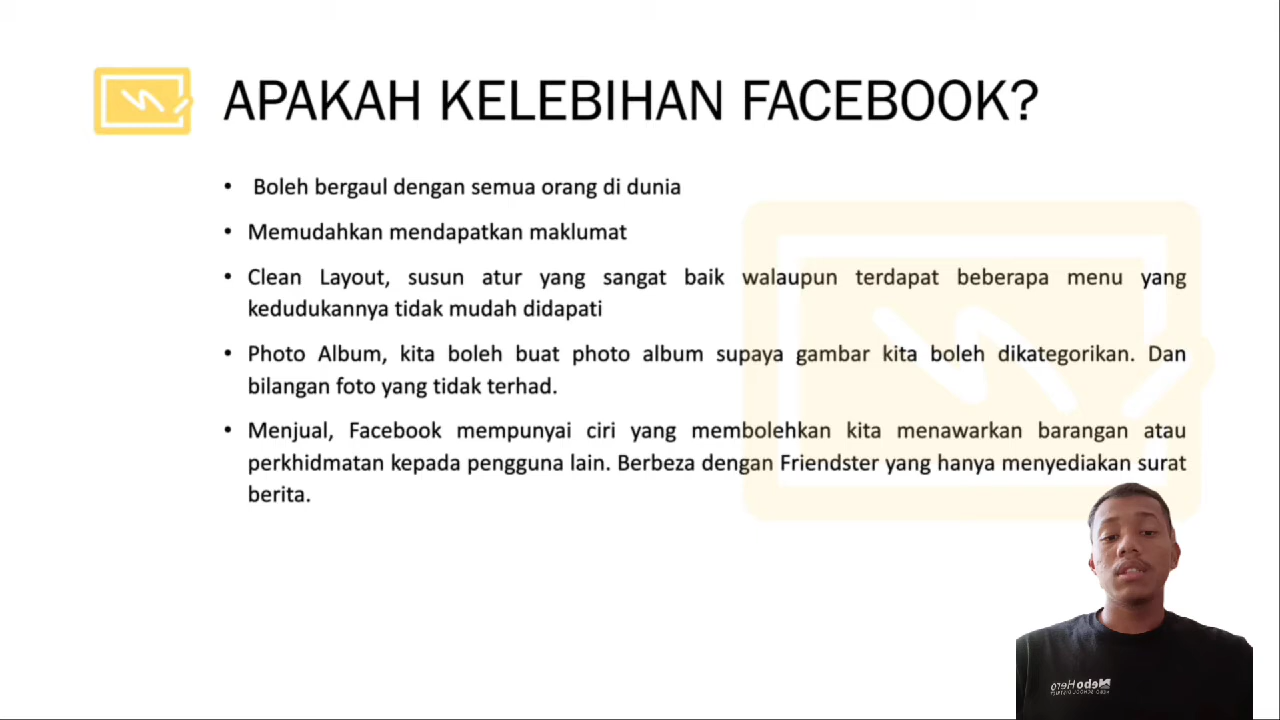 APAKAH KELEBIHAN FACEBOOK?
• Boleh bergaul dengan semua orang di dunia
• Memudahkan mendapatkan maklumat
• Clean Layout, susun atur yang sangat baik walaupun terdapat beberapa menu yang
kedudukannya tidak mudah didapati
• Photo Album, kita boleh buat photo album supaya gambar kita boleh dikategorikan. Dan
bilangan foto yang tidak terhad.
• Menjual, Facebook mempunyai ciri yang membolehkan kita menawarkan barangan atau
perkhidmatan kepada pengguna lain. Berbeza dengan Friendster yang hanya menyediakan surat
berita.
NeboHero